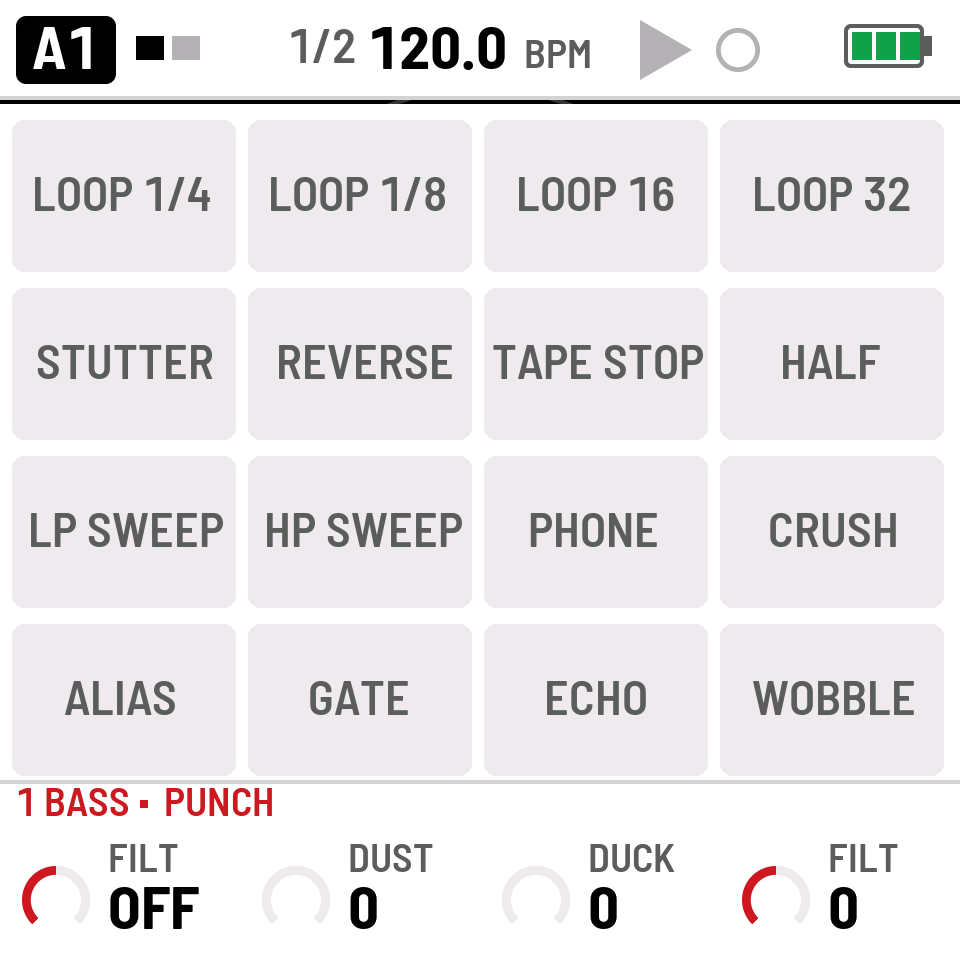 A1 1/2 120.0 BPM
LOOP 1/4 LOOP 1/8 LOOP 16 LOOP 32
STUTTER REVERSE TAPE STOP HALF
LP SWEEP HP SWEEP PHONE CRUSH
ALIAS GATE ECHO WOBBLE
1 BASS · PUNCH
FILT DUST DUCK FILT
OFF 0 0 0